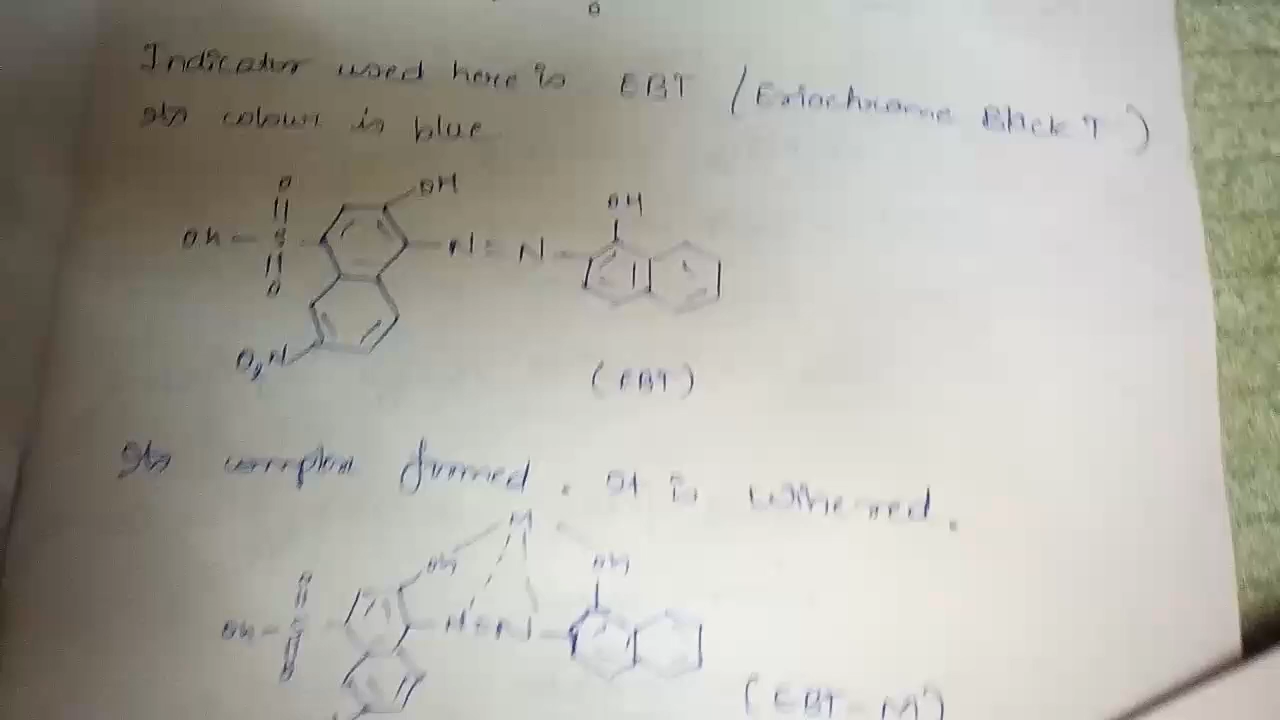 Indicator used here is EBT (Eriochrome Black T)
Its colour is blue
O
OH
OH - S - N = N -
OH
O
O₂N
(EBT)
Its complex formed. It is wine-red.
M
OH
OH
O
OH - S - N = N -
O
(EBT - M)